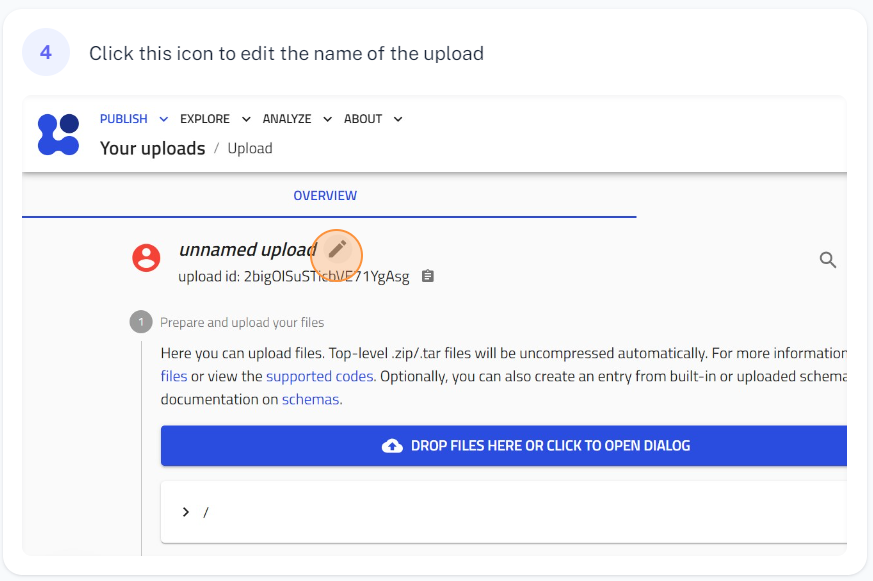 4
Click this icon to edit the name of the upload
PUBLISH EXPLORE ANALYZE ABOUT
Your uploads / Upload
OVERVIEW
unnamed upload
upload id:
1 Prepare and upload your files
Here you can upload files. Top-level .zip/.tar files will be uncompressed automatically. For more information
files or view the supported codes. Optionally, you can also create an entry from built-in or uploaded schema
documentation on schemas.
DROP FILES HERE OR CLICK TO OPEN DIALOG
/